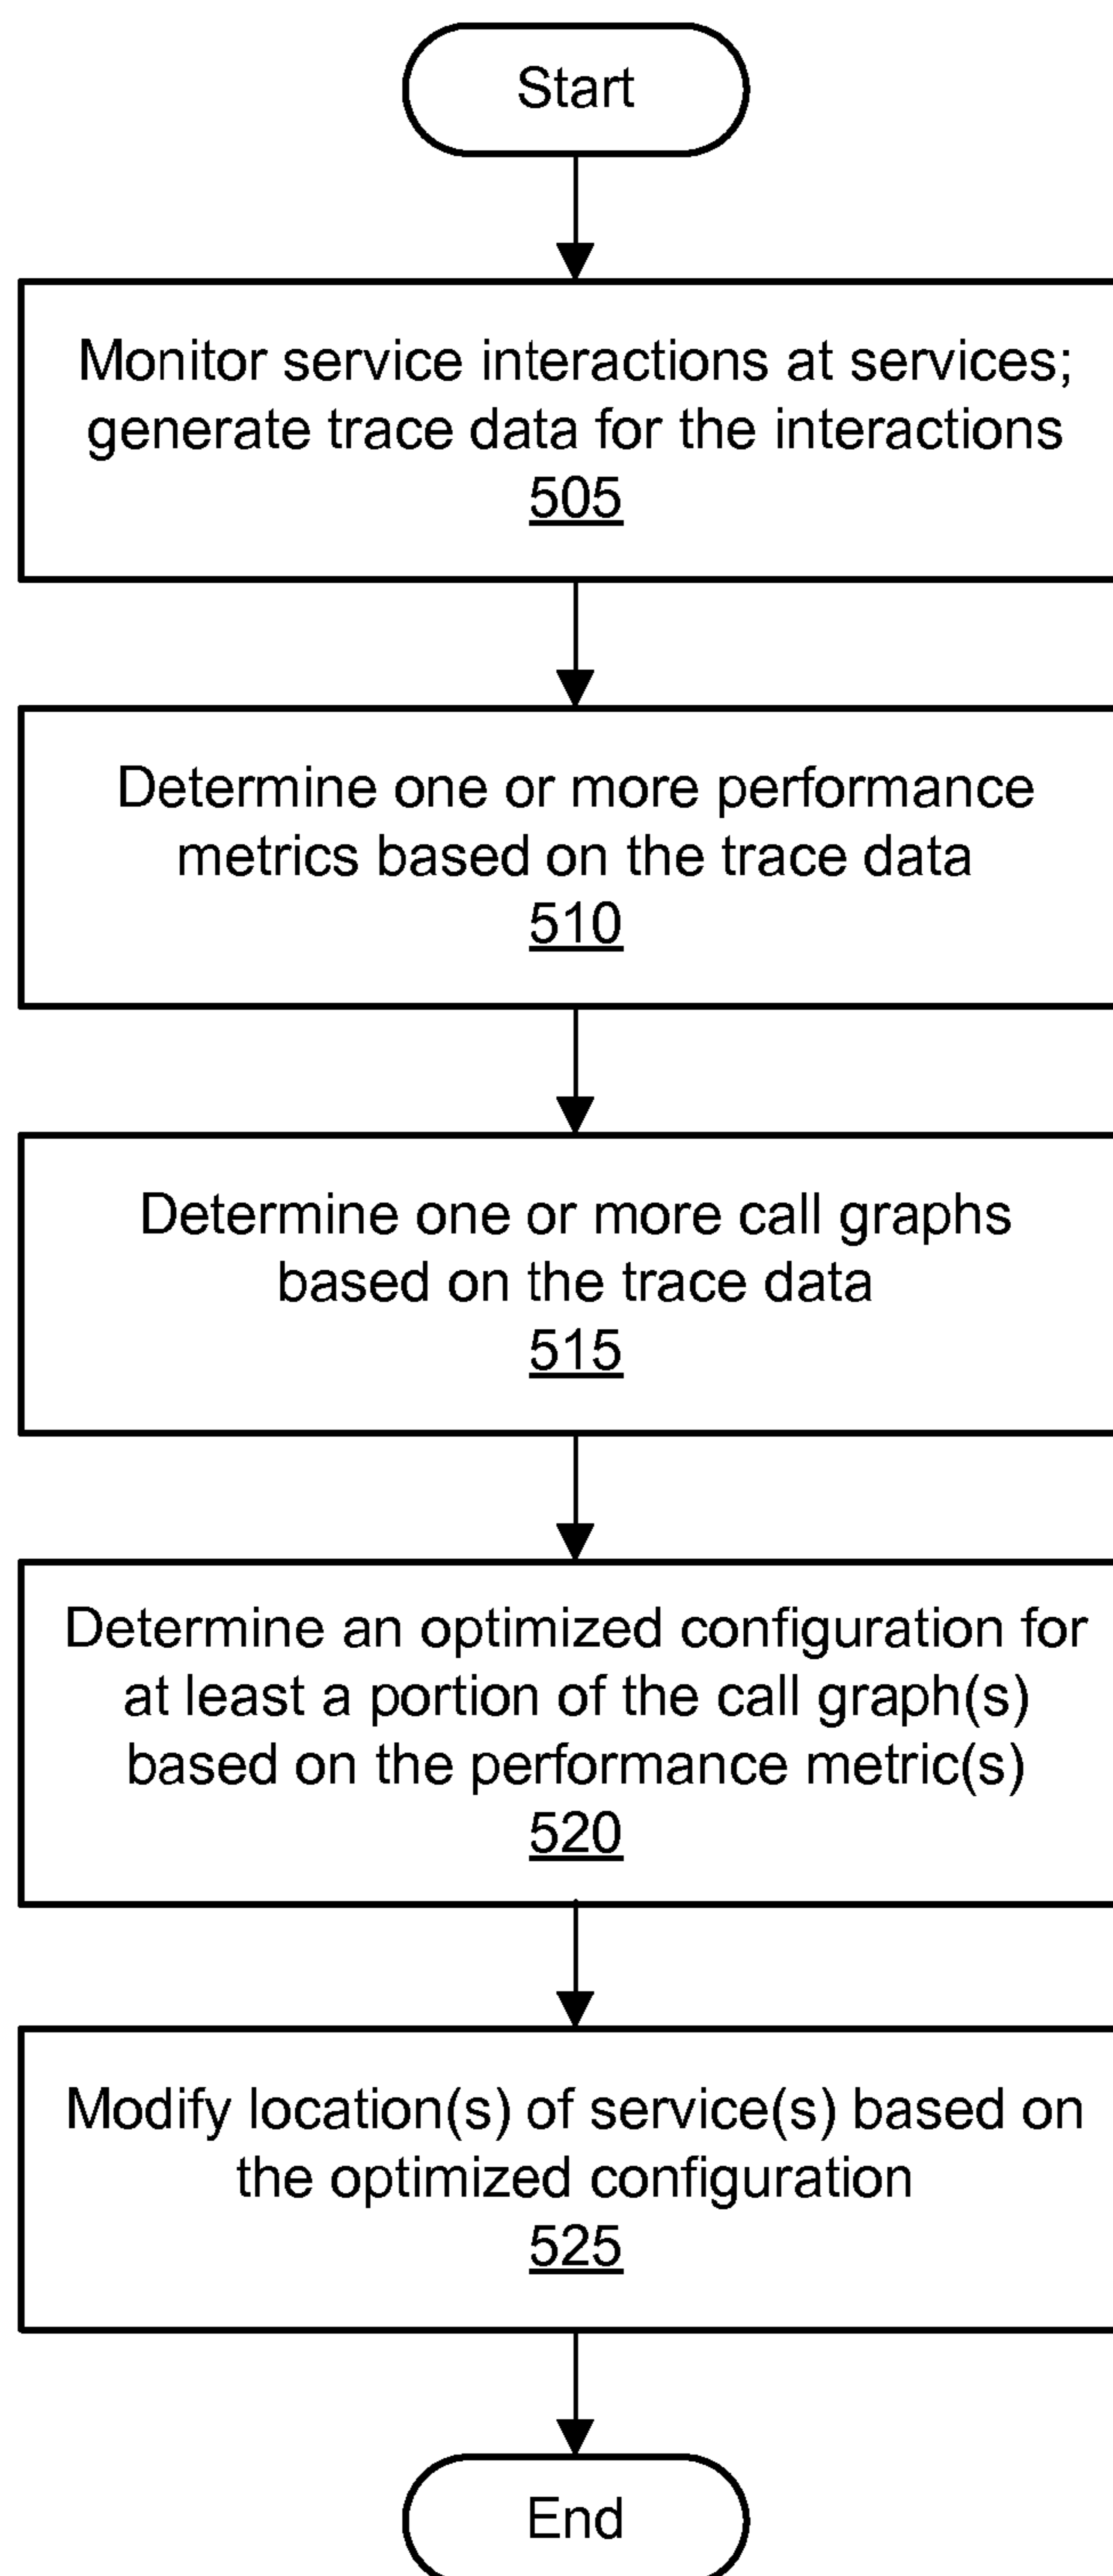 Start
Monitor service interactions at services;
generate trace data for the interactions
505
Determine one or more performance
metrics based on the trace data
510
Determine one or more call graphs
based on the trace data
515
Determine an optimized configuration for
at least a portion of the call graph(s)
based on the performance metric(s)
520
Modify location(s) of service(s) based on
the optimized configuration
525
End